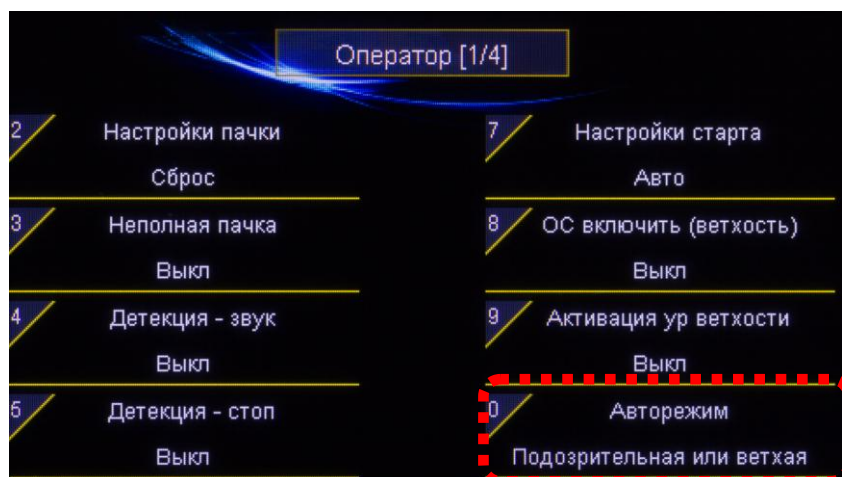 Оператор [1/4]
2 Настройки пачки
Сброс
3 Неполная пачка
Выкл
4 Детекция - звук
Выкл
5 Детекция - стоп
Выкл
7 Настройки старта
Авто
8 ОС включить (ветхость)
Выкл
9 Активация ур ветхости
Выкл
0 Авторежим
Подозрительная или ветхая